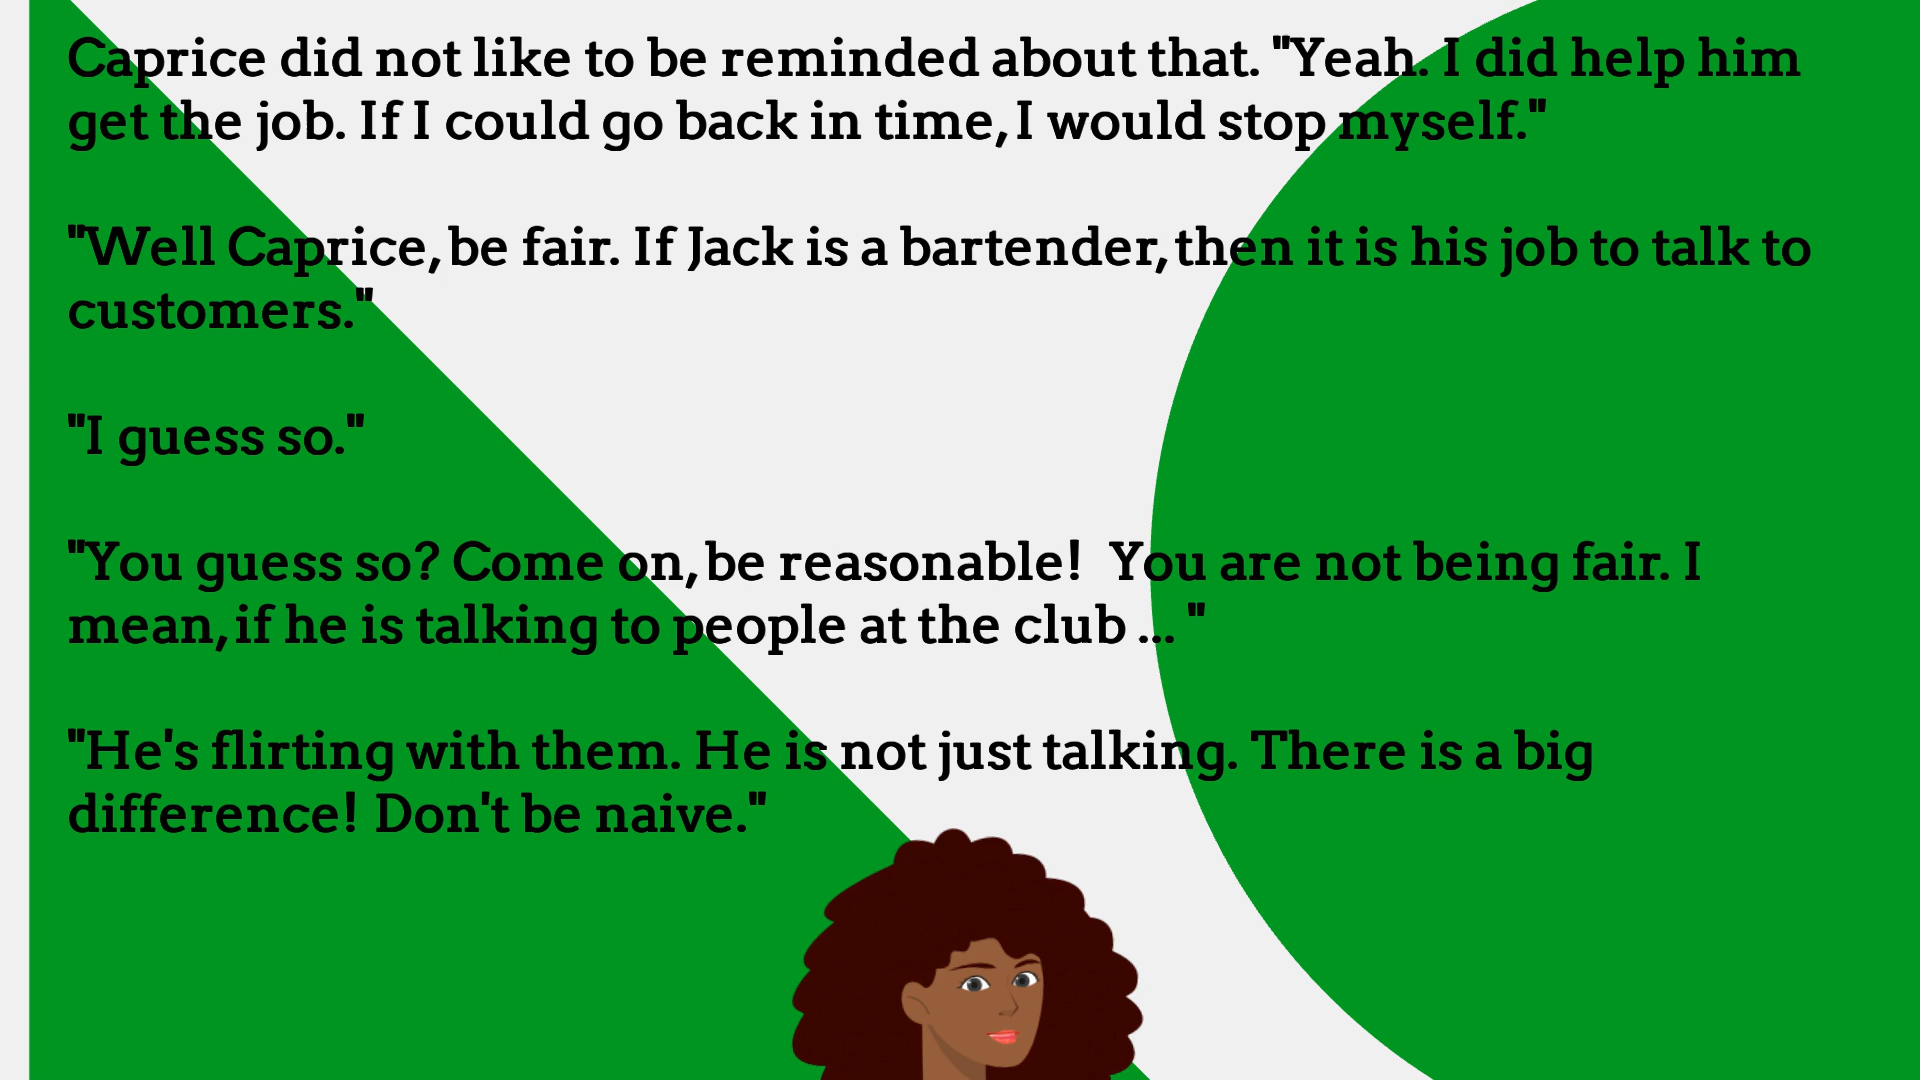 Caprice did not like to be reminded about that. "Yeah. I did help him
get the job. If I could go back in time, I would stop myself."
"Well Caprice, be fair. If Jack is a bartender, then it is his job to talk to
customers."
"I guess so."
"You guess so? Come on, be reasonable!  You are not being fair. I
mean, if he is talking to people at the club ... "
"He's flirting with them. He is not just talking. There is a big
difference! Don't be naive."